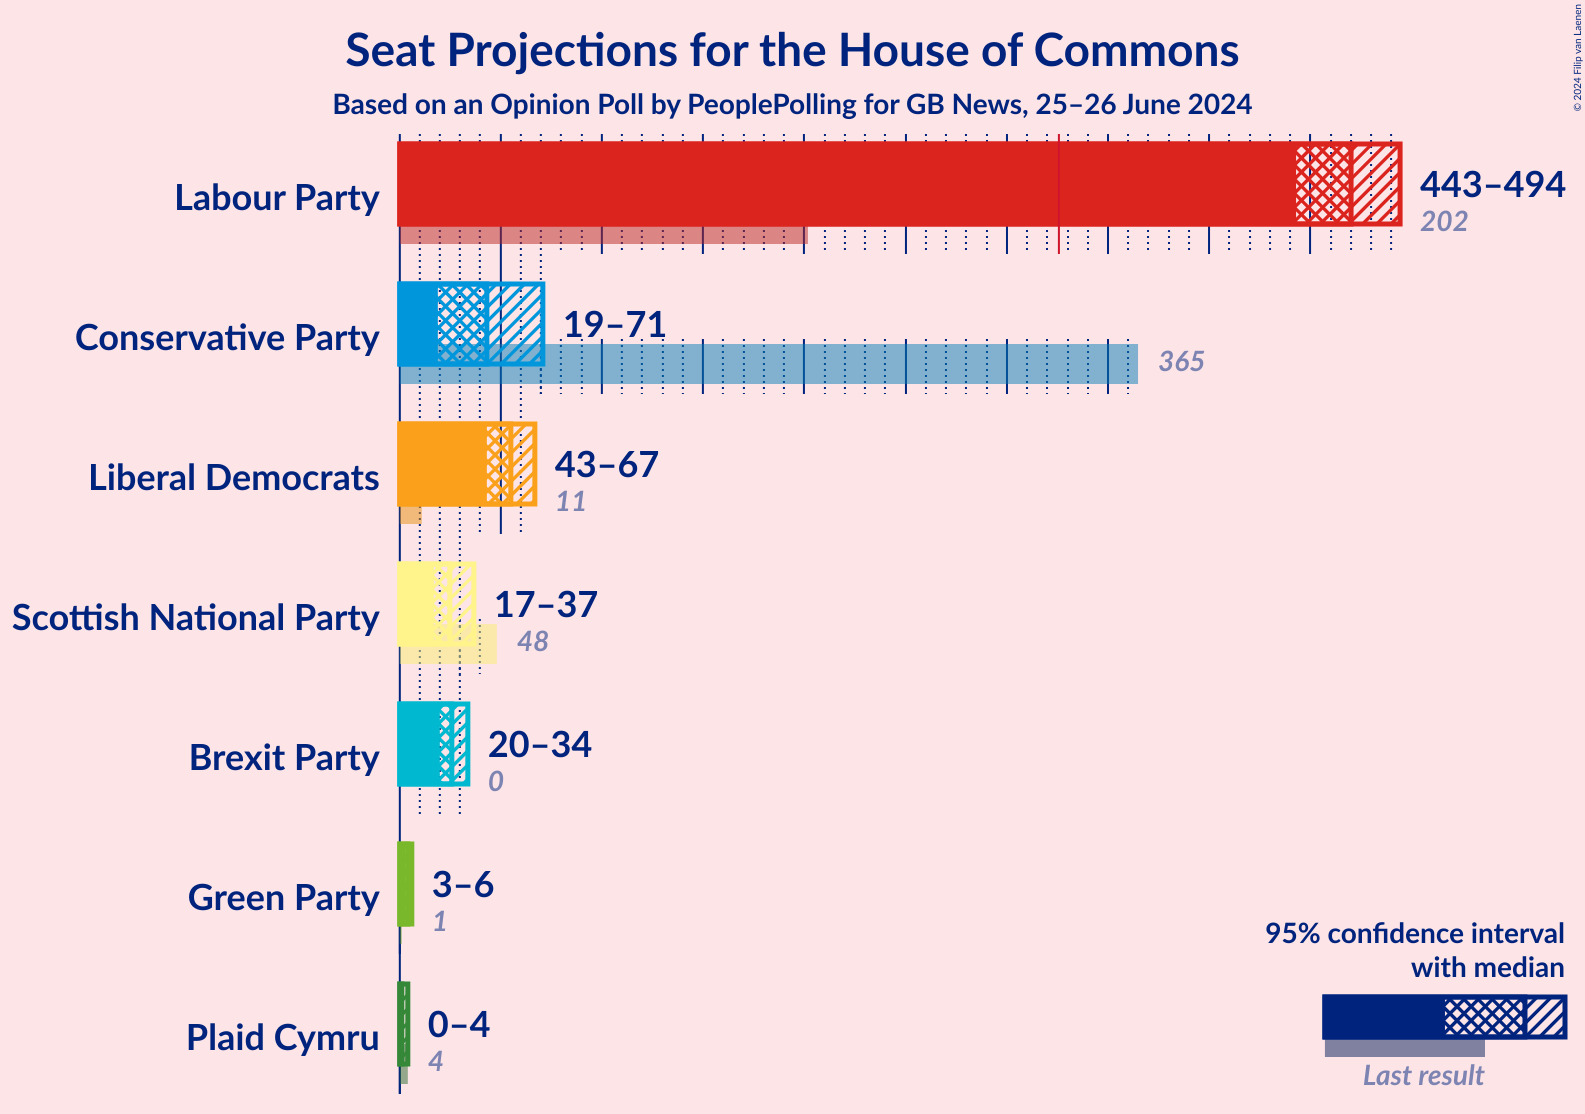 Seat Projections for the House of Commons
Based on an Opinion Poll by PeoplePolling for GB News, 25–26 June 2024
© 2024 Filip van Laenen
Labour Party
443–494
202
Conservative Party
19–71
365
Liberal Democrats
43–67
11
Scottish National Party
17–37
48
Brexit Party
20–34
0
Green Party
3–6
1
Plaid Cymru
0–4
4
95% confidence interval
with median
Last result